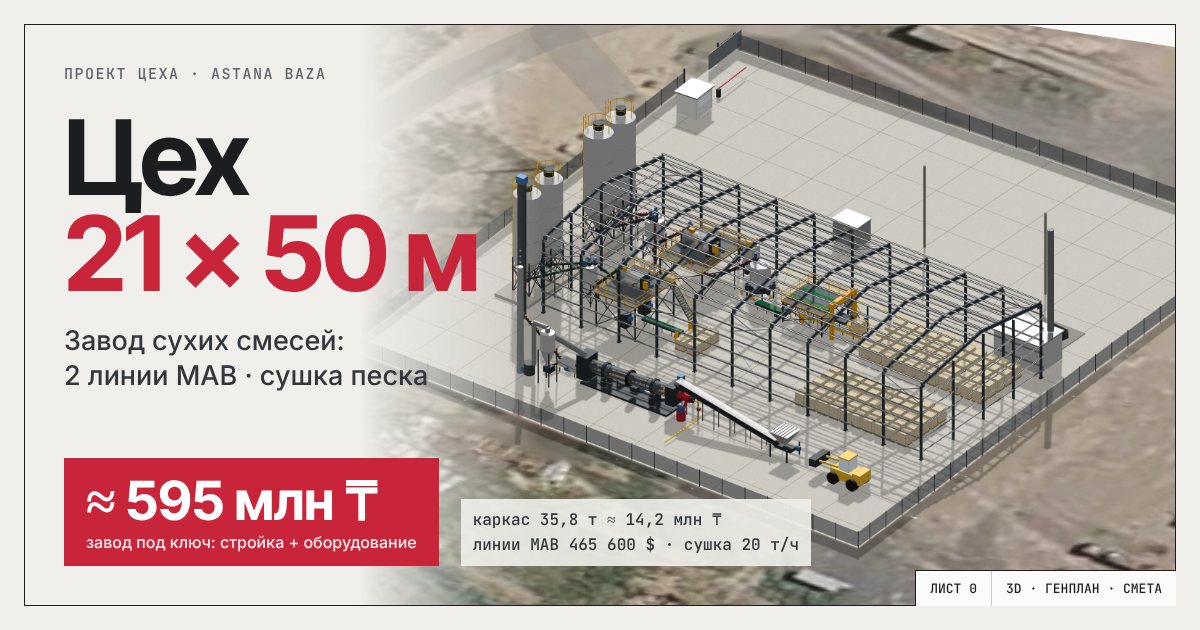 ПРОЕКТ ЦЕХА · ASTANA BAZA
Цех
21 × 50 м
Завод сухих смесей:
2 линии МАВ · сушка песка
≈ 595 млн ₸
завод под ключ: стройка + оборудование
каркас 35,8 т ≈ 14,2 млн ₸
линии МАВ 465 600 $ · сушка 20 т/ч
ЛИСТ 0
3D · ГЕНПЛАН · СМЕТА